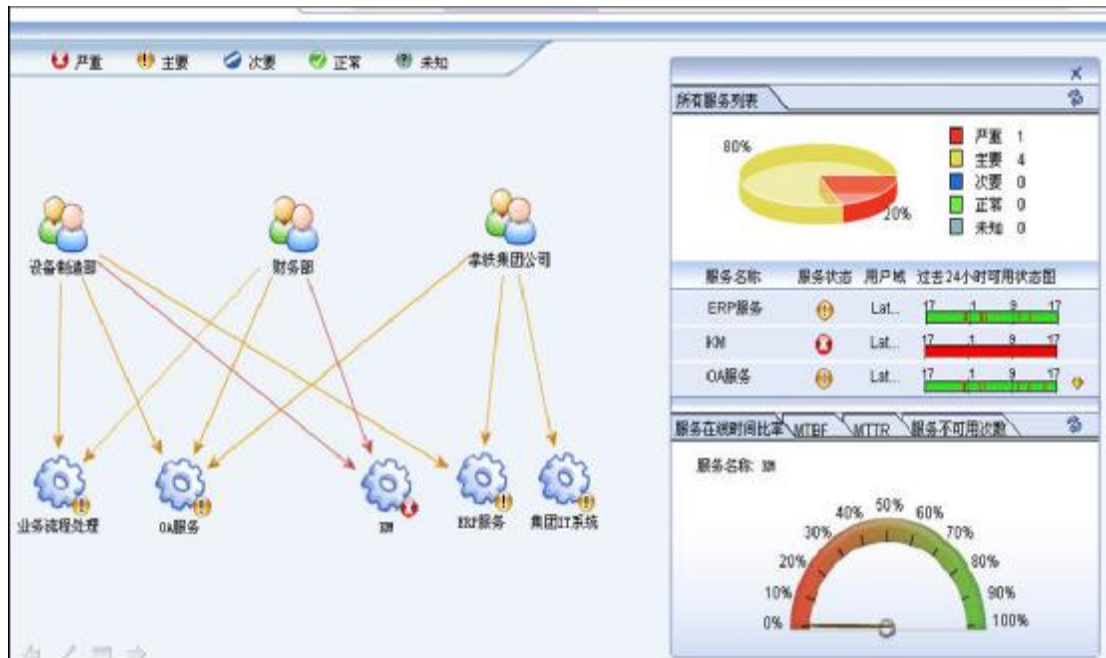 严重 主要 次要 正常 未知
所有服务列表
80%
20%
严重 1
主要 4
次要 0
正常 0
未知 0
设备制造部 财务部 拿铁集团公司
服务名称 服务状态 用户域 过去24小时可用状态图
ERP服务 Lat... 17 1 9 17
KM Lat... 17 1 9 17
OA服务 Lat... 17 1 9 17
服务在线时间比率 MTBF MTTR 服务不可用次数
服务名称: KM
业务流程处理 OA服务 KM ERP服务 集团IT系统
0% 10% 20% 30% 40% 50% 60% 70% 80% 90% 100%